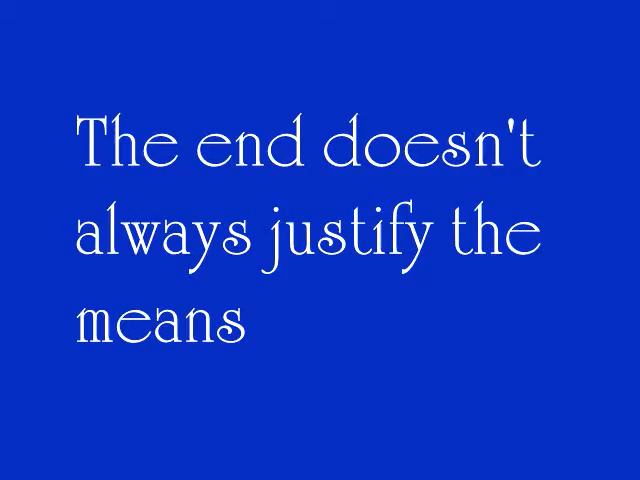 The end doesn't
always justify the
means